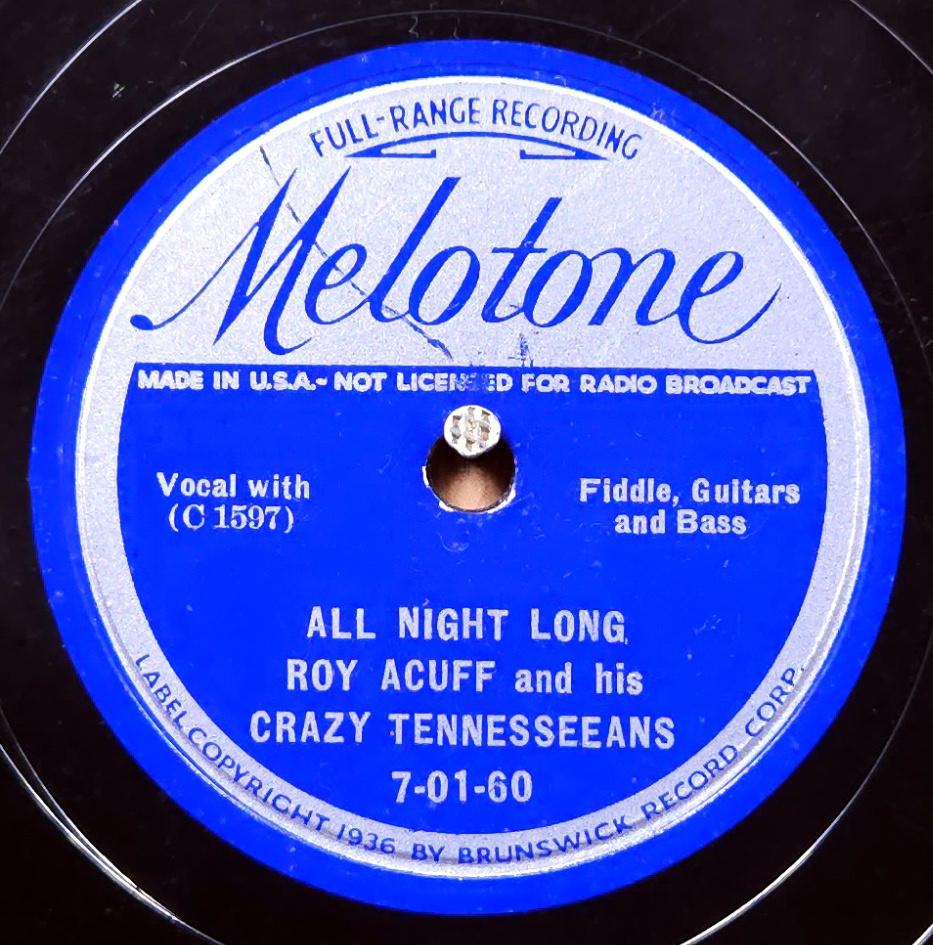 FULL-RANGE RECORDING
Melotone
MADE IN U.S.A.- NOT LICENSED FOR RADIO BROADCAST
Vocal with
(C 1597)
Fiddle, Guitars
and Bass
ALL NIGHT LONG
ROY ACUFF and his
CRAZY TENNESSEEANS
7-01-60
LABEL COPYRIGHT 1936 BY BRUNSWICK RECORD CORP.